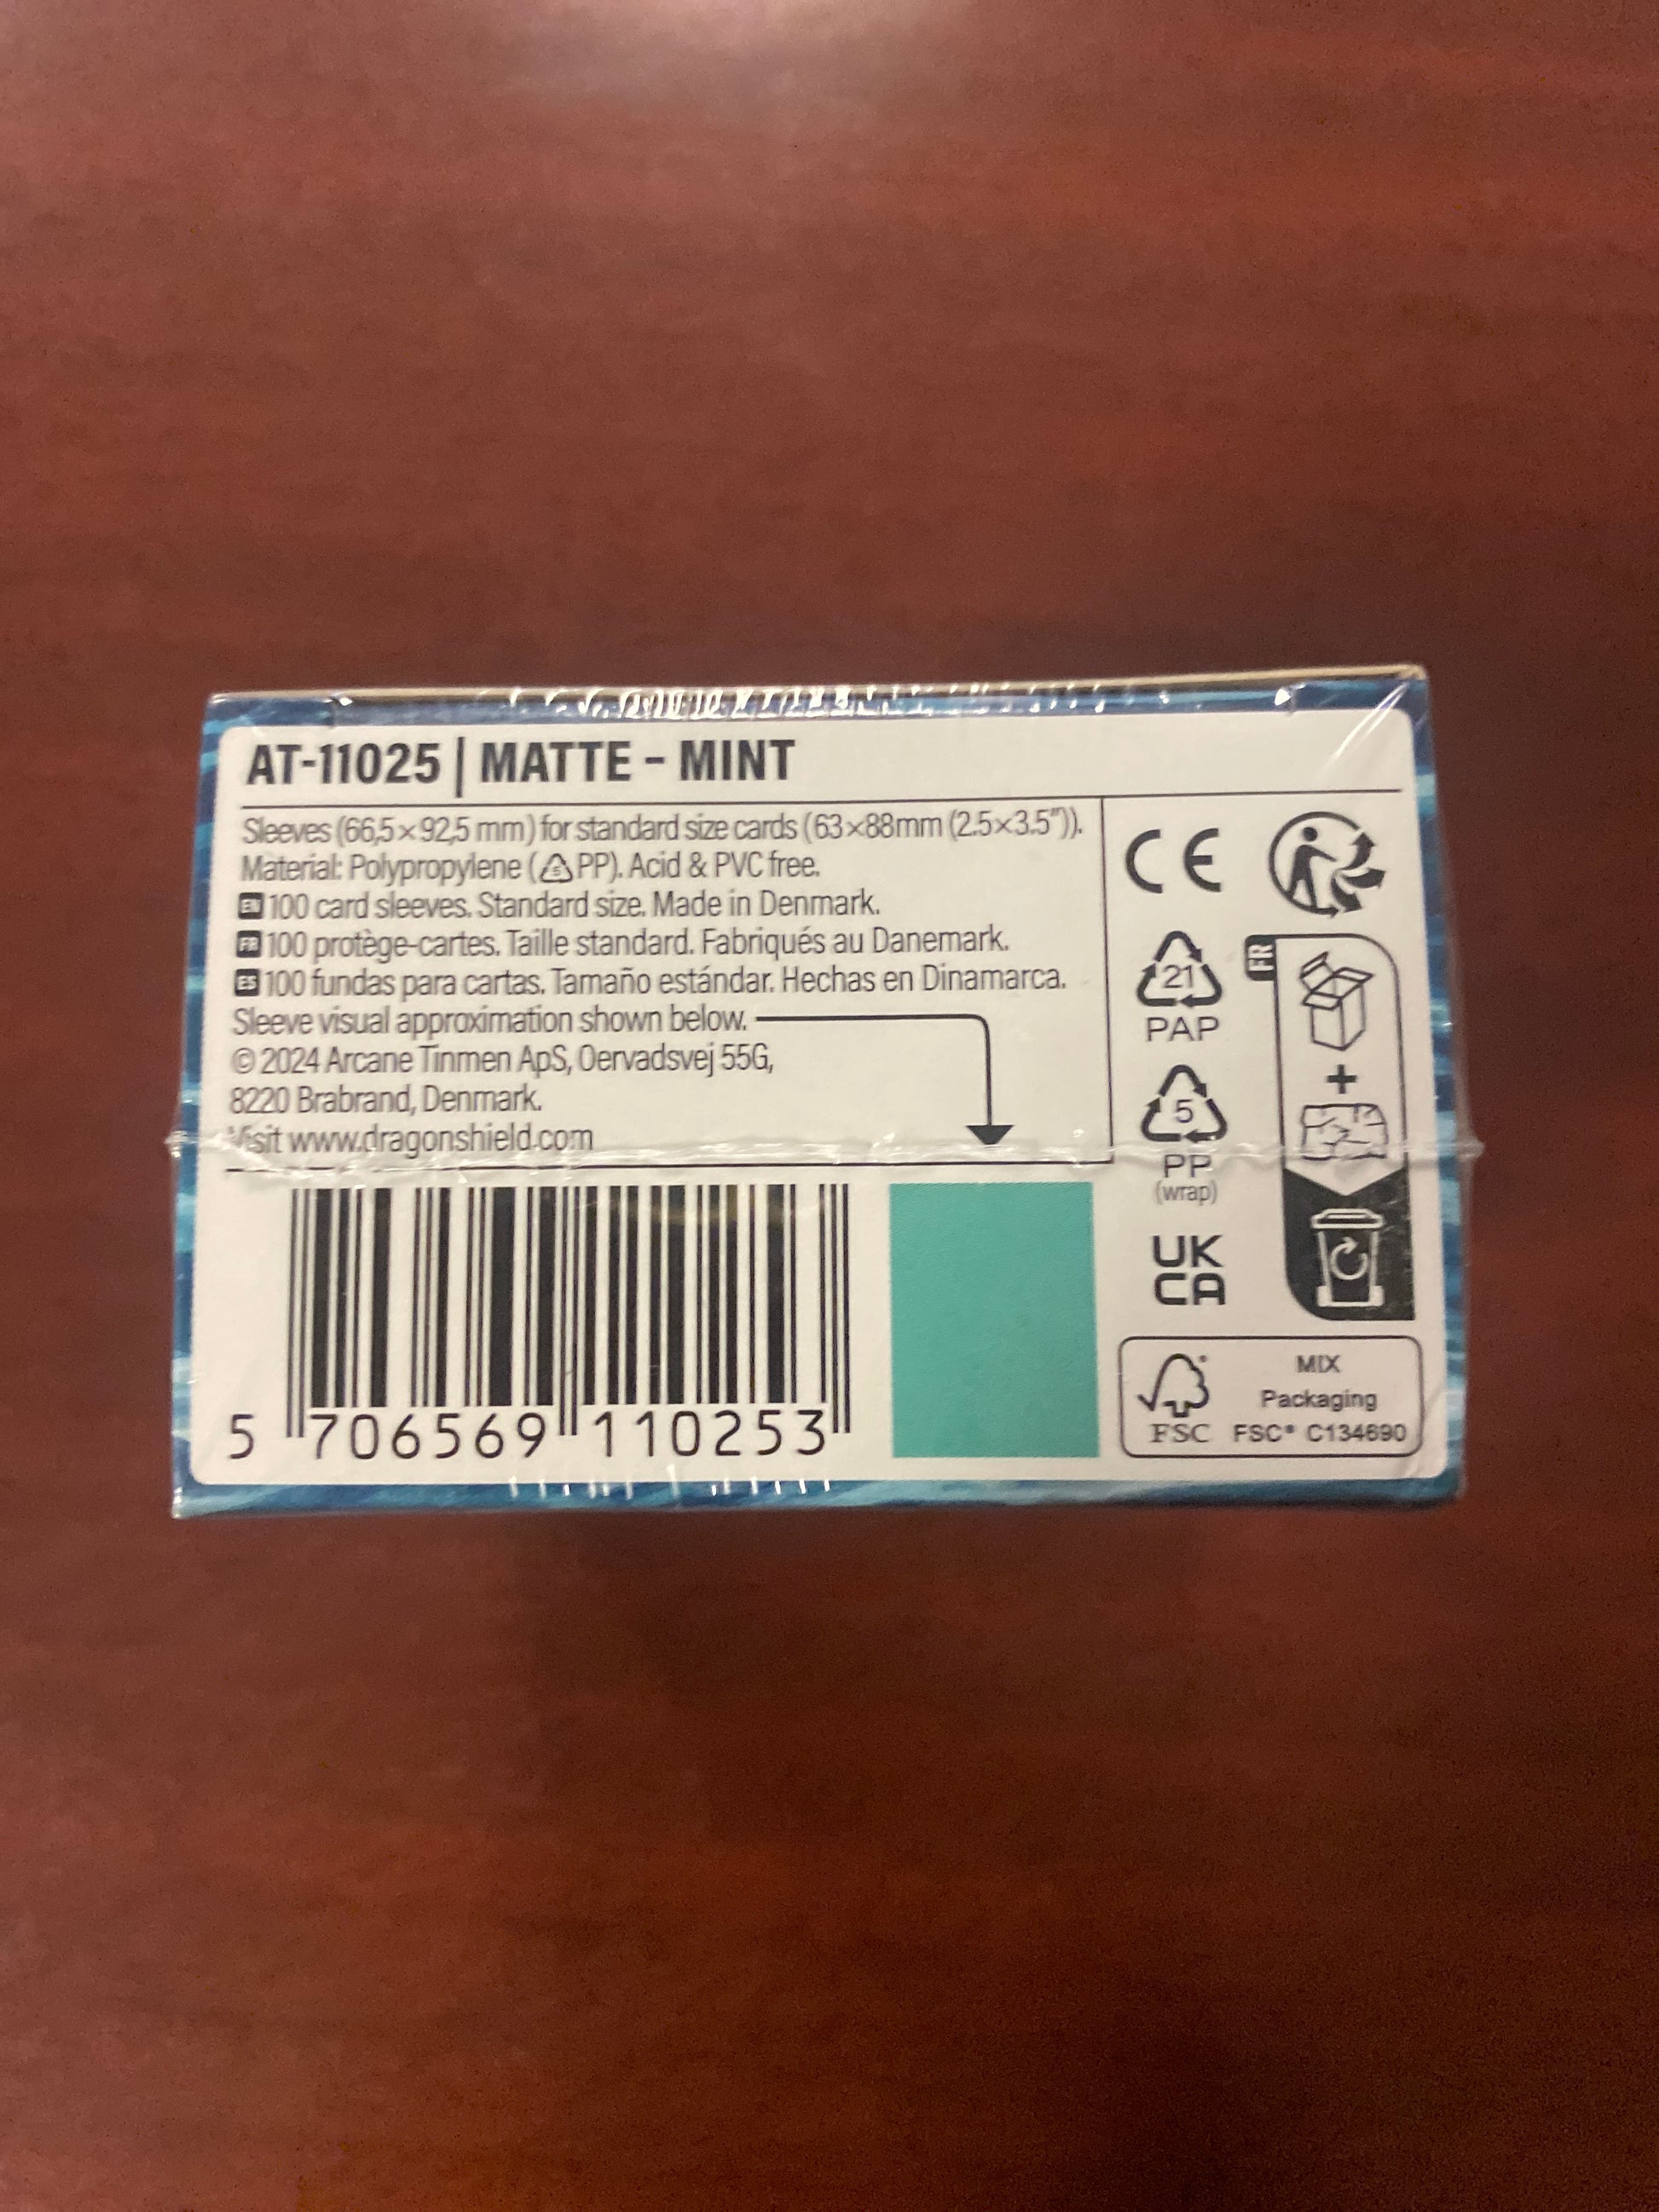 AT-11025 | MATTE - MINT
Sleeves (66,5×92,5 mm) for standard size cards (63×88mm (2.5×3.5")).
Material: Polypropylene (5 PP). Acid & PVC free.
EN 100 card sleeves. Standard size. Made in Denmark.
FR 100 protège-cartes. Taille standard. Fabriqués au Danemark.
ES 100 fundas para cartas. Tamaño estándar. Hechas en Dinamarca.
Sleeve visual approximation shown below.
© 2024 Arcane Tinmen ApS, Oervadsvej 55G,
8220 Brabrand, Denmark.
Visit www.dragonshield.com
5 706569 110253
CE
21
PAP
5
PP
(wrap)
UK
CA
FR
FSC
MIX
Packaging
FSC® C134690